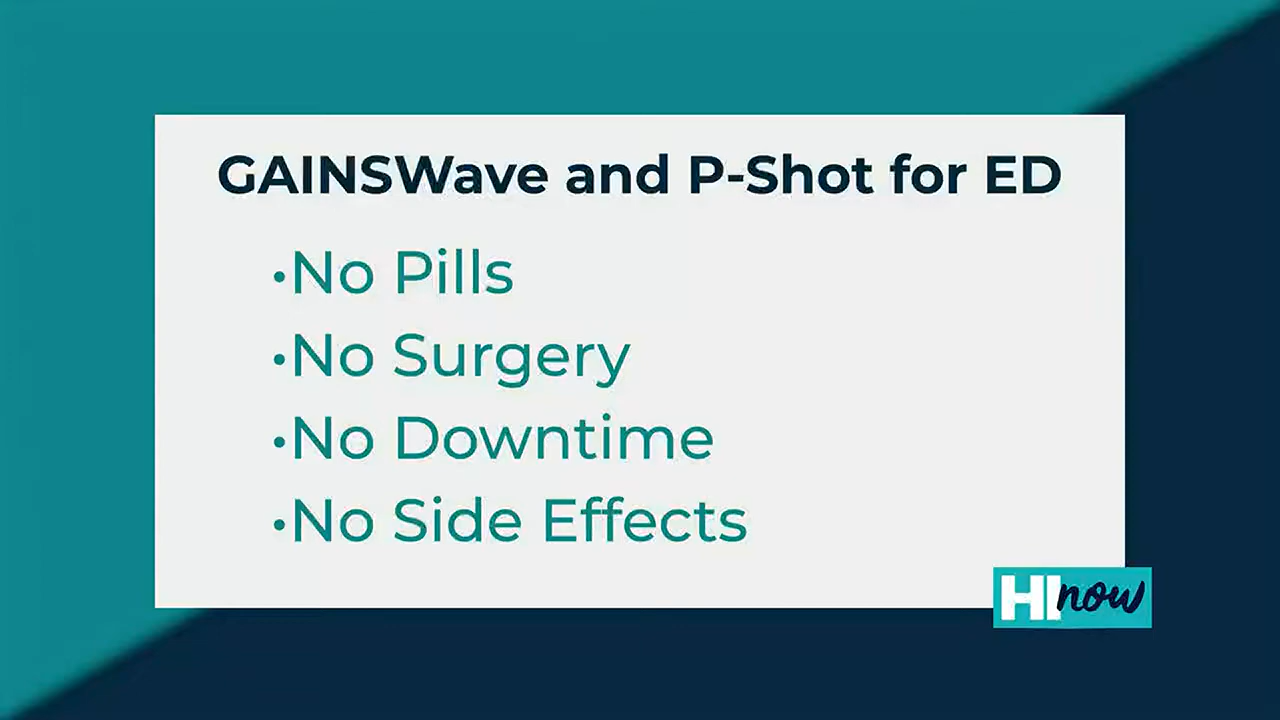 GAINSWave and P-Shot for ED
•No Pills
•No Surgery
•No Downtime
•No Side Effects
HI now